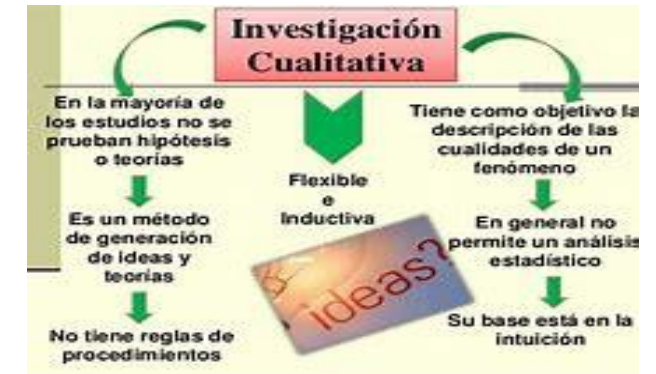 Investigación
Cualitativa
En la mayoría de
los estudios no se
prueban hipótesis
o teorías
Es un método
de generación
de ideas y
teorías
No tiene reglas de
procedimientos
Flexible
e
Inductiva
ideas?
Tiene como objetivo la
descripción de las
cualidades de un
fenómeno
En general no
permite un análisis
estadístico
Su base está en la
intuición